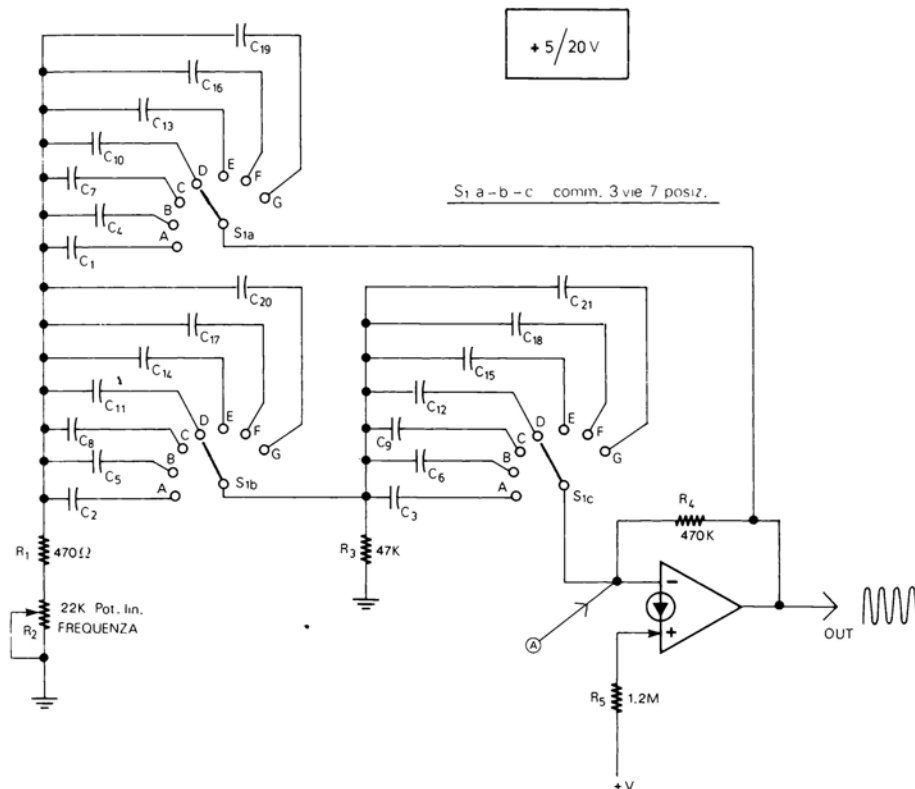 C19
+5/20 V
C16
C13
C10
D
E
F
G
C7
C
S1 a-b-c comm. 3 vie 7 posiz.
C4
B
A
S1a
C1
C20
C21
C17
C18
C14
C15
C11
D
E
F
G
C12
D
E
F
G
C8
C
C9
C
C5
B
C6
B
A
S1b
A
S1c
C2
C3
R1
470Ω
R3
47K
R4
470K
R2
22K Pot. lin.
FREQUENZA
-
+
A
OUT
R5
1.2M
+V